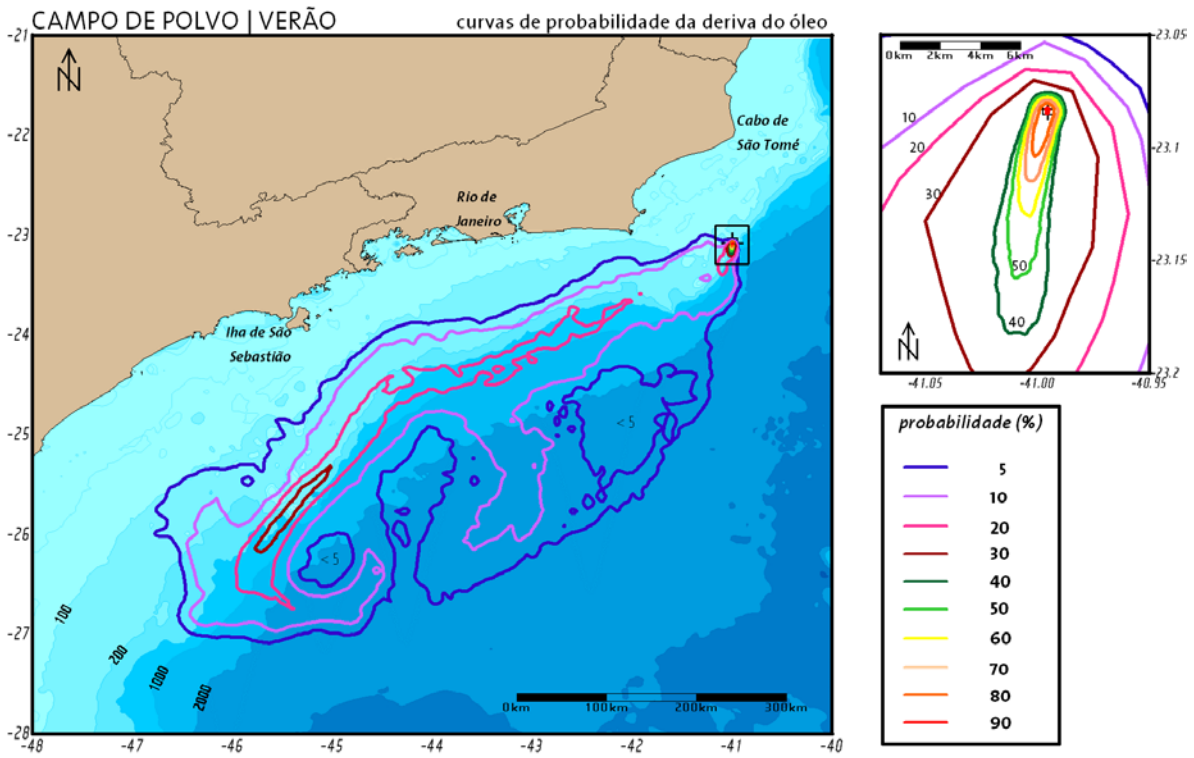 CAMPO DE POLVO | VERÃO
curvas de probabilidade da deriva do óleo
-21
-22
-23
-24
-25
-26
-27
-28
-48
-47
-46
-45
-44
-43
-42
-41
-40
N
Cabo de
São Tomé
Rio de
Janeiro
Ilha de São
Sebastião
< 5
< 5
100
200
1000
2000
0km
100km
200km
300km
0km
2km
4km
6km
10
20
30
50
40
N
-23.05
-23.1
-23.15
-23.2
-41.05
-41.00
-40.95
probabilidade (%)
5
10
20
30
40
50
60
70
80
90